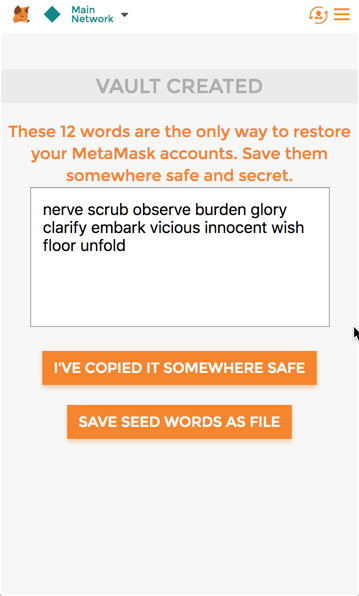 Main
Network
VAULT CREATED
These 12 words are the only way to restore
your MetaMask accounts. Save them
somewhere safe and secret.
nerve scrub observe burden glory
clarify embark vicious innocent wish
floor unfold
I'VE COPIED IT SOMEWHERE SAFE
SAVE SEED WORDS AS FILE